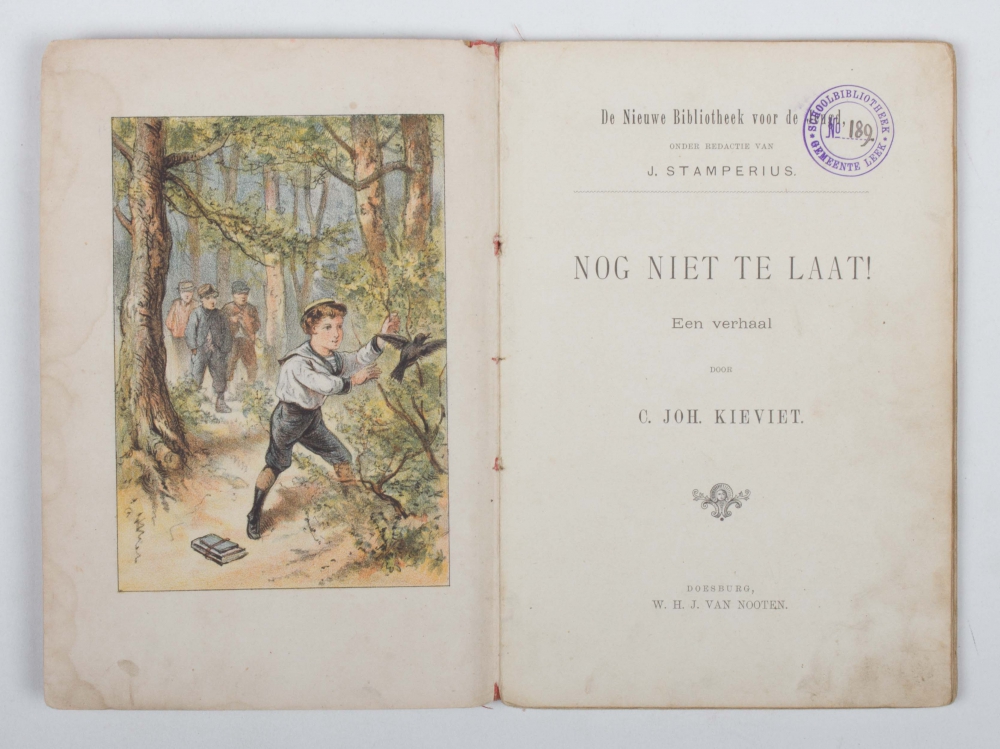 De Nieuwe Bibliotheek voor de Jeugd,
ONDER REDACTIE VAN
J. STAMPERIUS.
SCHOOLBIBLIOTHEEK
No. 189
GEMEENTE LEEK
NOG NIET TE LAAT!
Een verhaal
DOOR
C. JOH. KIEVIET.
DOESBURG,
W. H. J. VAN NOOTEN.